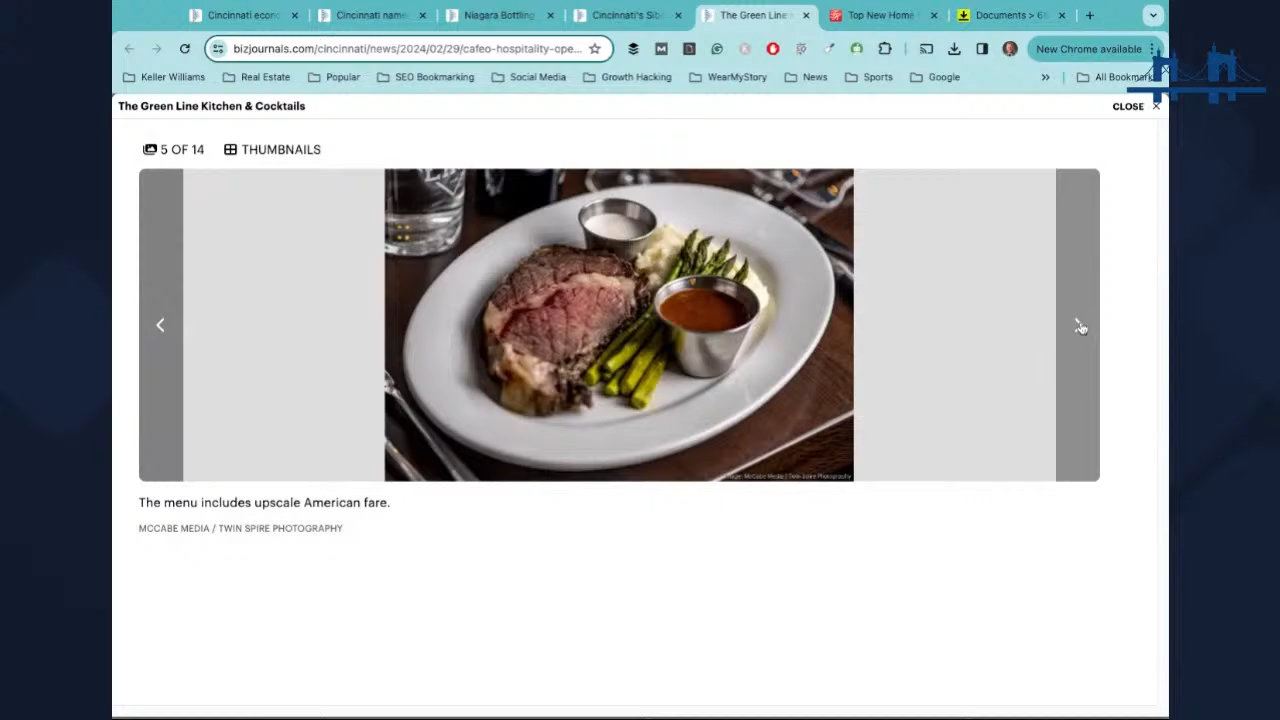 Cincinnati econo
Cincinnati name
Niagara Bottling
Cincinnati's Sib
The Green Line
Top New Home
Documents > 6
bizjournals.com/cincinnati/news/2024/02/29/cafeo-hospitality-ope...
New Chrome available
Keller Williams
Real Estate
Popular
SEO Bookmarking
Social Media
Growth Hacking
WearMyStory
News
Sports
Google
»
All Bookmark
The Green Line Kitchen & Cocktails
CLOSE ×
5 OF 14
THUMBNAILS
The menu includes upscale American fare.
MCCABE MEDIA / TWIN SPIRE PHOTOGRAPHY